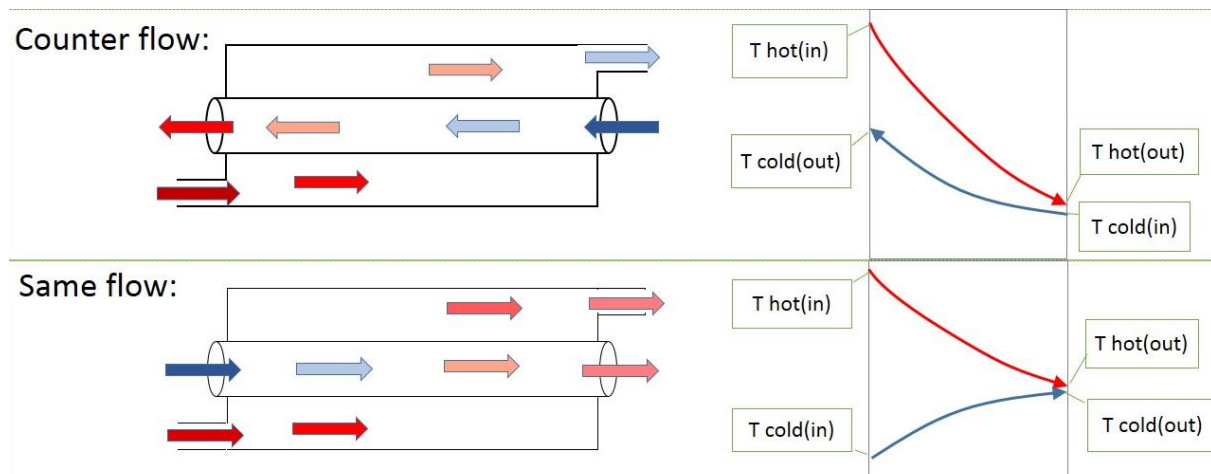 Counter flow:
T hot(in)
T cold(out)
T hot(out)
T cold(in)
Same flow:
T hot(in)
T hot(out)
T cold(out)
T cold(in)